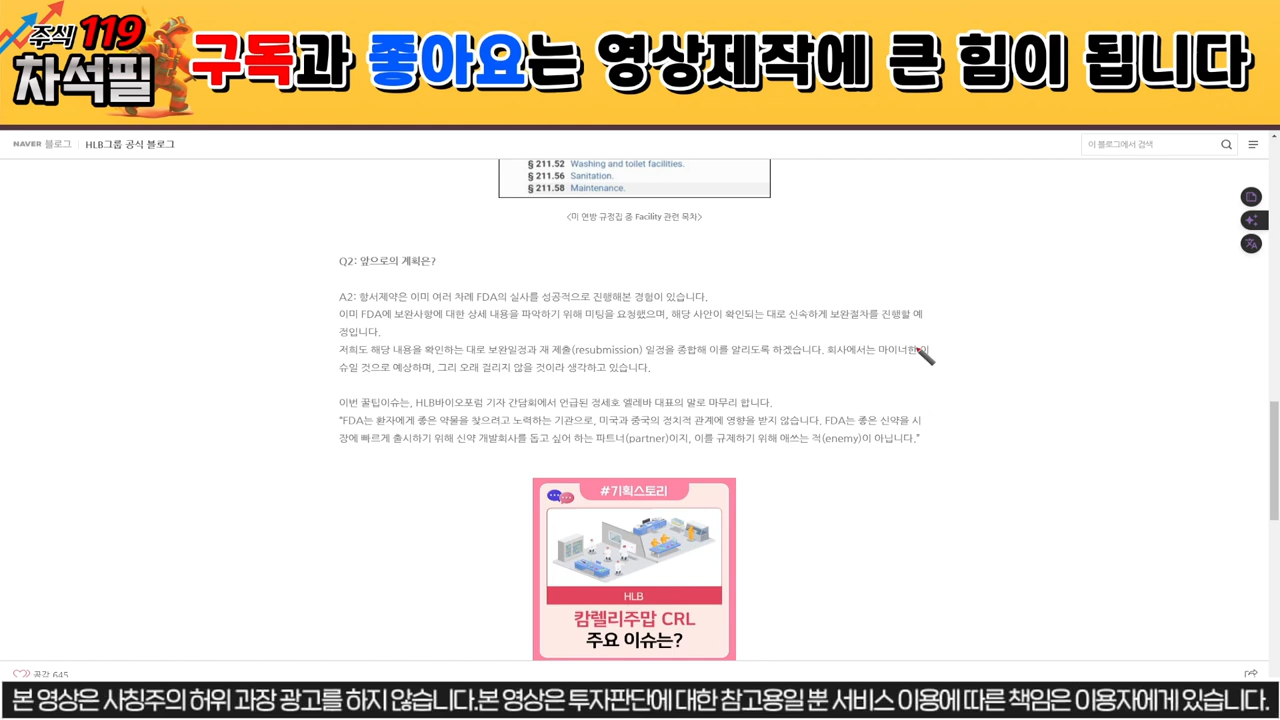 주식 119
차석필
구독과 좋아요는 영상제작에 큰 힘이 됩니다
NAVER 블로그 | HLB그룹 공식 블로그
이 블로그에서 검색
§ 211.52 Washing and toilet facilities.
§ 211.56 Sanitation.
§ 211.58 Maintenance.
<미 연방 규정집 중 Facility 관련 목차>
Q2: 앞으로의 계획은?
A2: 항서제약은 이미 여러 차례 FDA의 실사를 성공적으로 진행해본 경험이 있습니다.
이미 FDA에 보완사항에 대한 상세 내용을 파악하기 위해 미팅을 요청했으며, 해당 사안이 확인되는 대로 신속하게 보완절차를 진행할 예
정입니다.
저희도 해당 내용을 확인하는 대로 보완일정과 재 제출(resubmission) 일정을 종합해 이를 알리도록 하겠습니다. 회사에서는 마이너한 이
슈일 것으로 예상하며, 그리 오래 걸리지 않을 것이라 생각하고 있습니다.
이번 꿀팁이슈는, HLB바이오포럼 기자 간담회에서 언급된 정세호 엘레바 대표의 말로 마무리 합니다.
"FDA는 환자에게 좋은 약물을 찾으려고 노력하는 기관으로, 미국과 중국의 정치적 관계에 영향을 받지 않습니다. FDA는 좋은 신약을 시
장에 빠르게 출시하기 위해 신약 개발회사를 돕고 싶어 하는 파트너(partner)이지, 이를 규제하기 위해 애쓰는 적(enemy)이 아닙니다."
#기획스토리
HLB
캄렐리주맙 CRL
주요 이슈는?
공감 645
본 영상은 사칭주의 허위 과장 광고를 하지 않습니다.본 영상은 투자판단에 대한 참고용일 뿐 서비스 이용에 따른 책임은 이용자에게 있습니다.